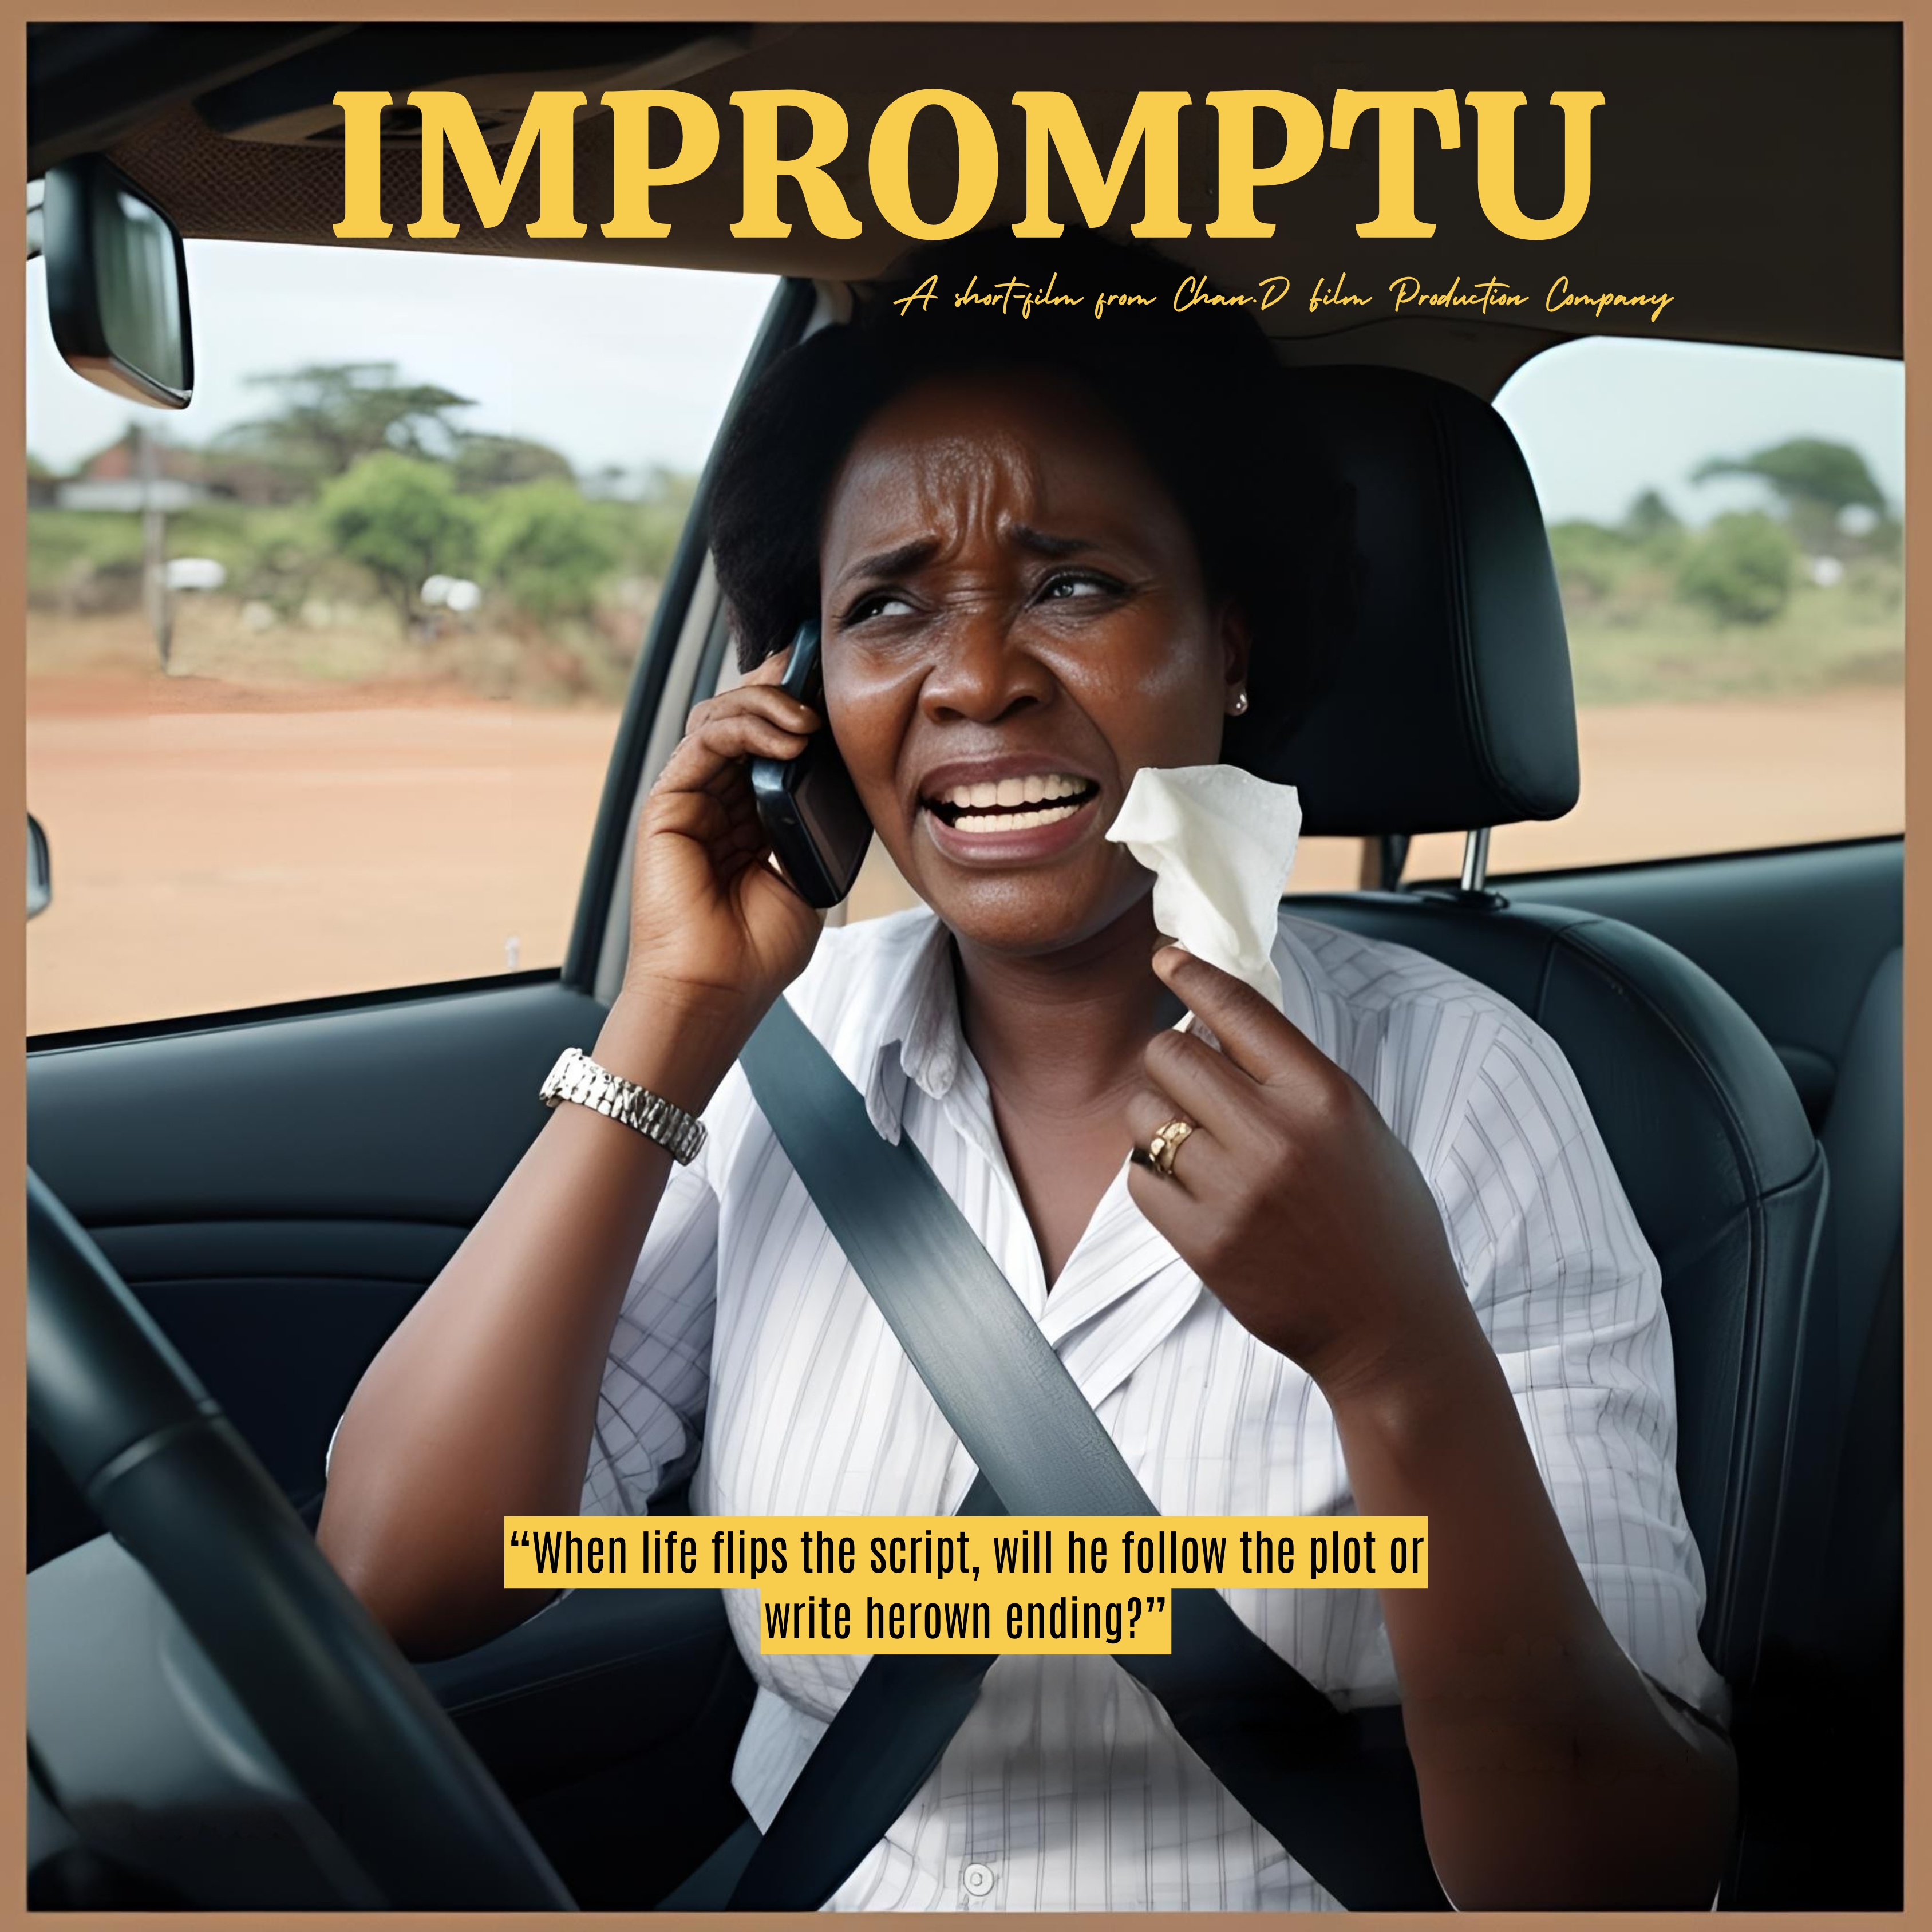 IMPROMPTU
A short-film from Chan.D film Production Company
“When life flips the script, will he follow the plot or
write herown ending?”